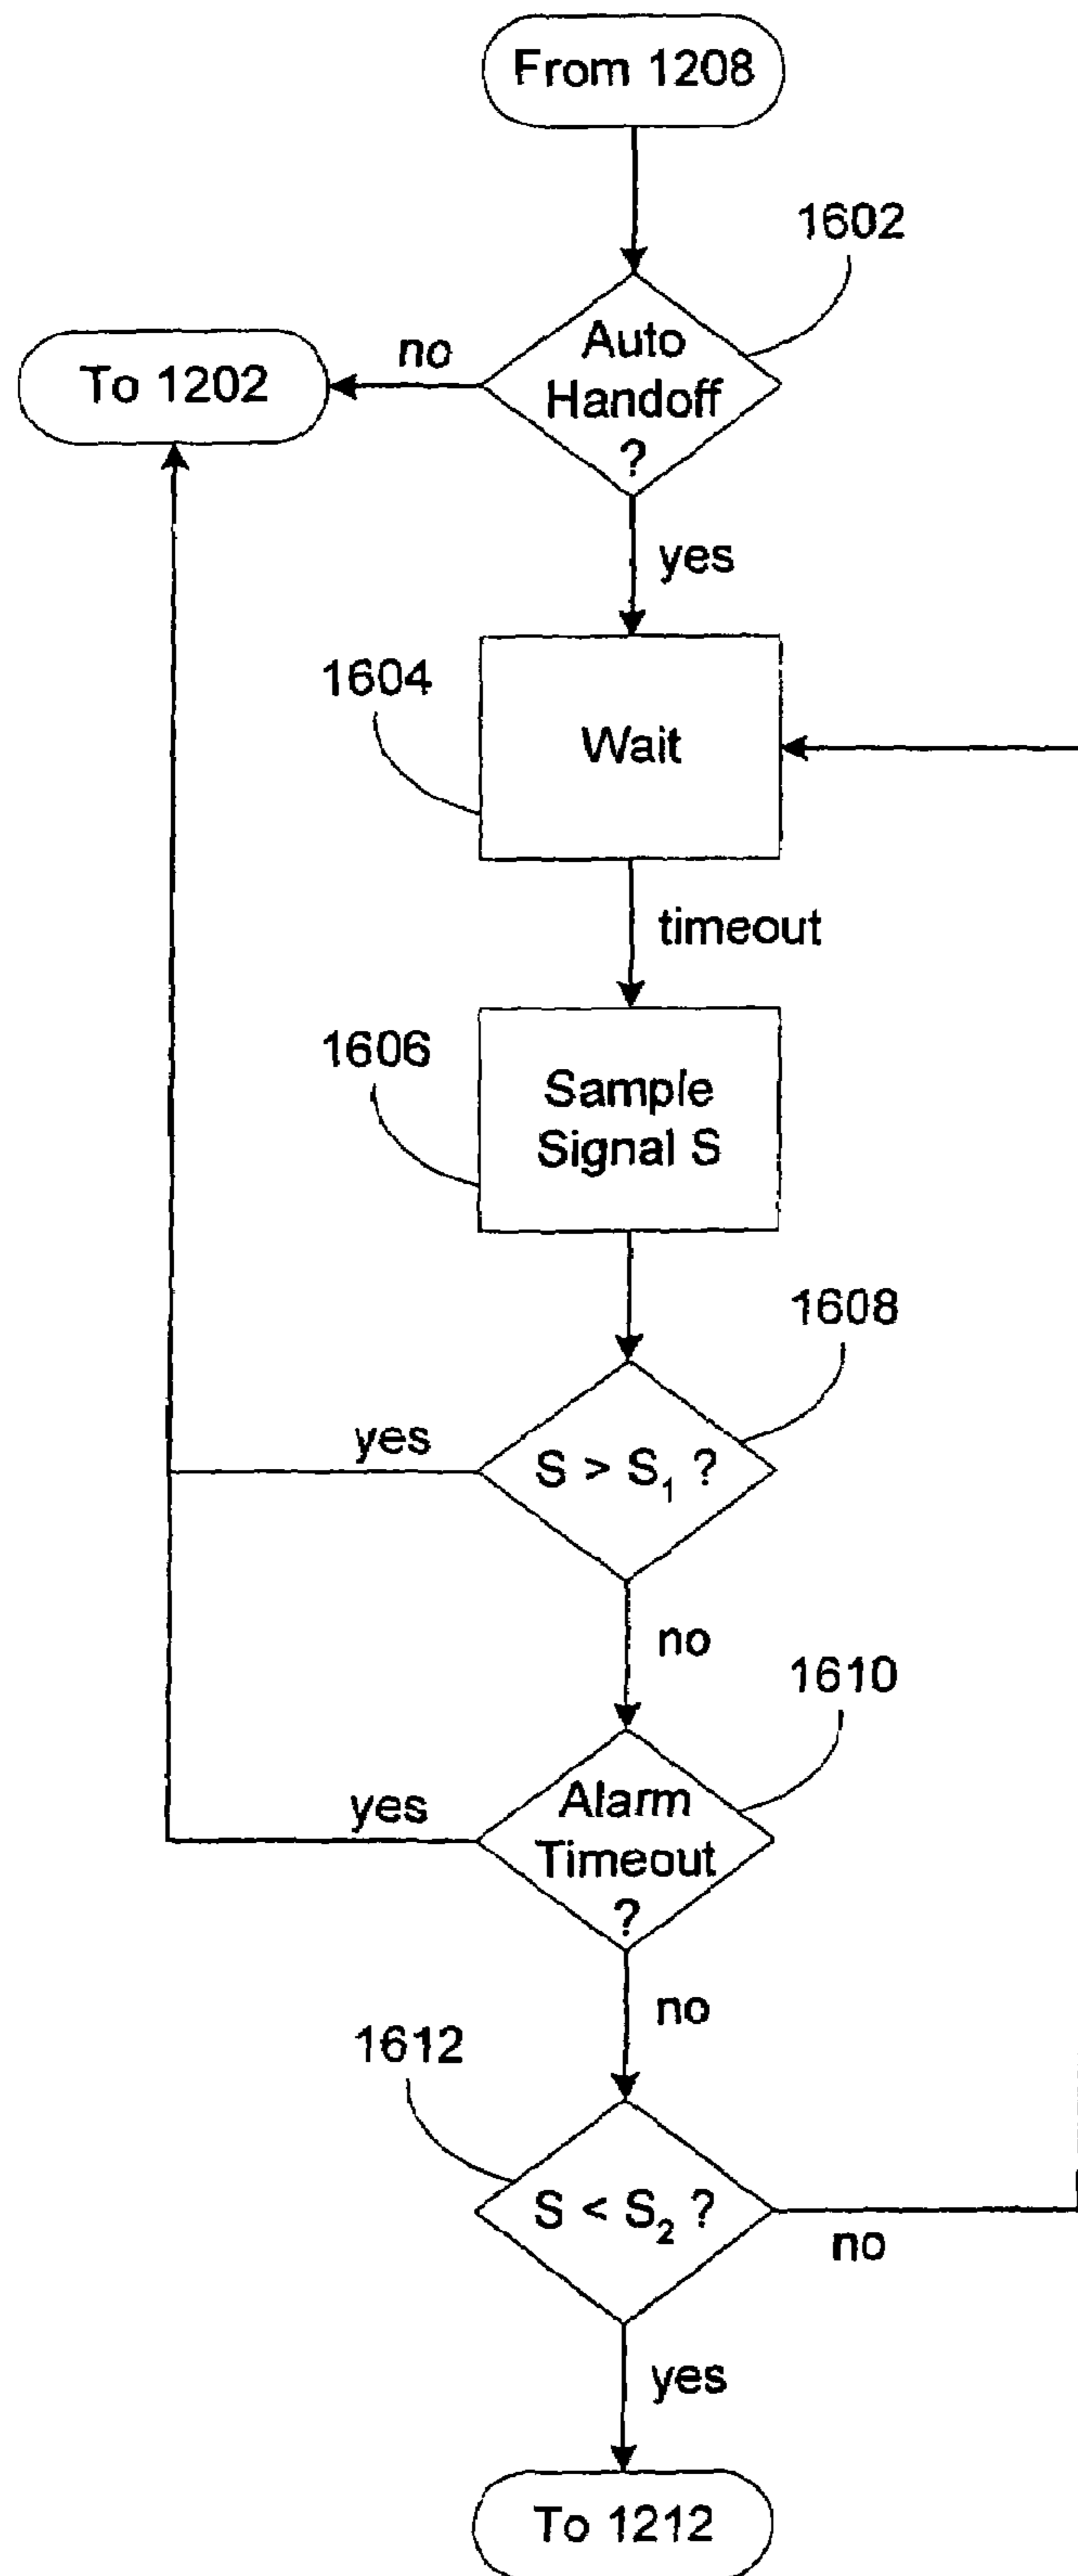 From 1208
1602
Auto
Handoff
?
no
To 1202
yes
1604
Wait
timeout
1606
Sample
Signal S
1608
S > S₁ ?
yes
no
1610
Alarm
Timeout
?
yes
no
1612
S < S₂ ?
no
yes
To 1212